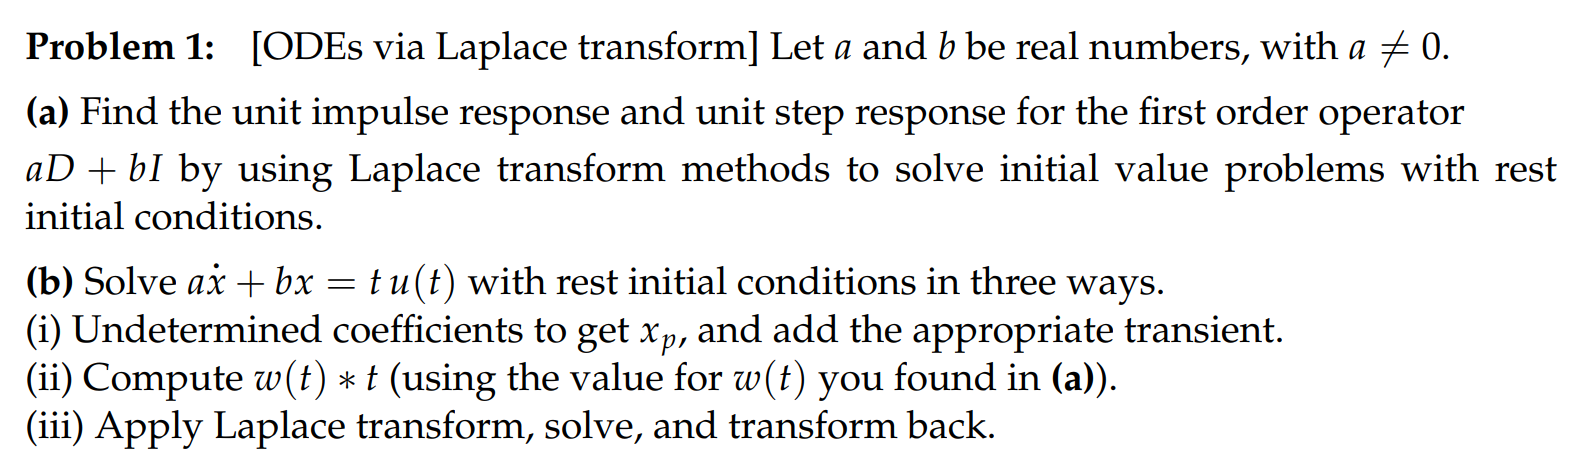 Problem 1: [ODEs via Laplace transform] Let a and b be real numbers, with a ≠ 0.
(a) Find the unit impulse response and unit step response for the first order operator
aD + bI by using Laplace transform methods to solve initial value problems with rest
initial conditions.
(b) Solve aẋ + bx = t u(t) with rest initial conditions in three ways.
(i) Undetermined coefficients to get xₚ, and add the appropriate transient.
(ii) Compute w(t) ∗ t (using the value for w(t) you found in (a)).
(iii) Apply Laplace transform, solve, and transform back.